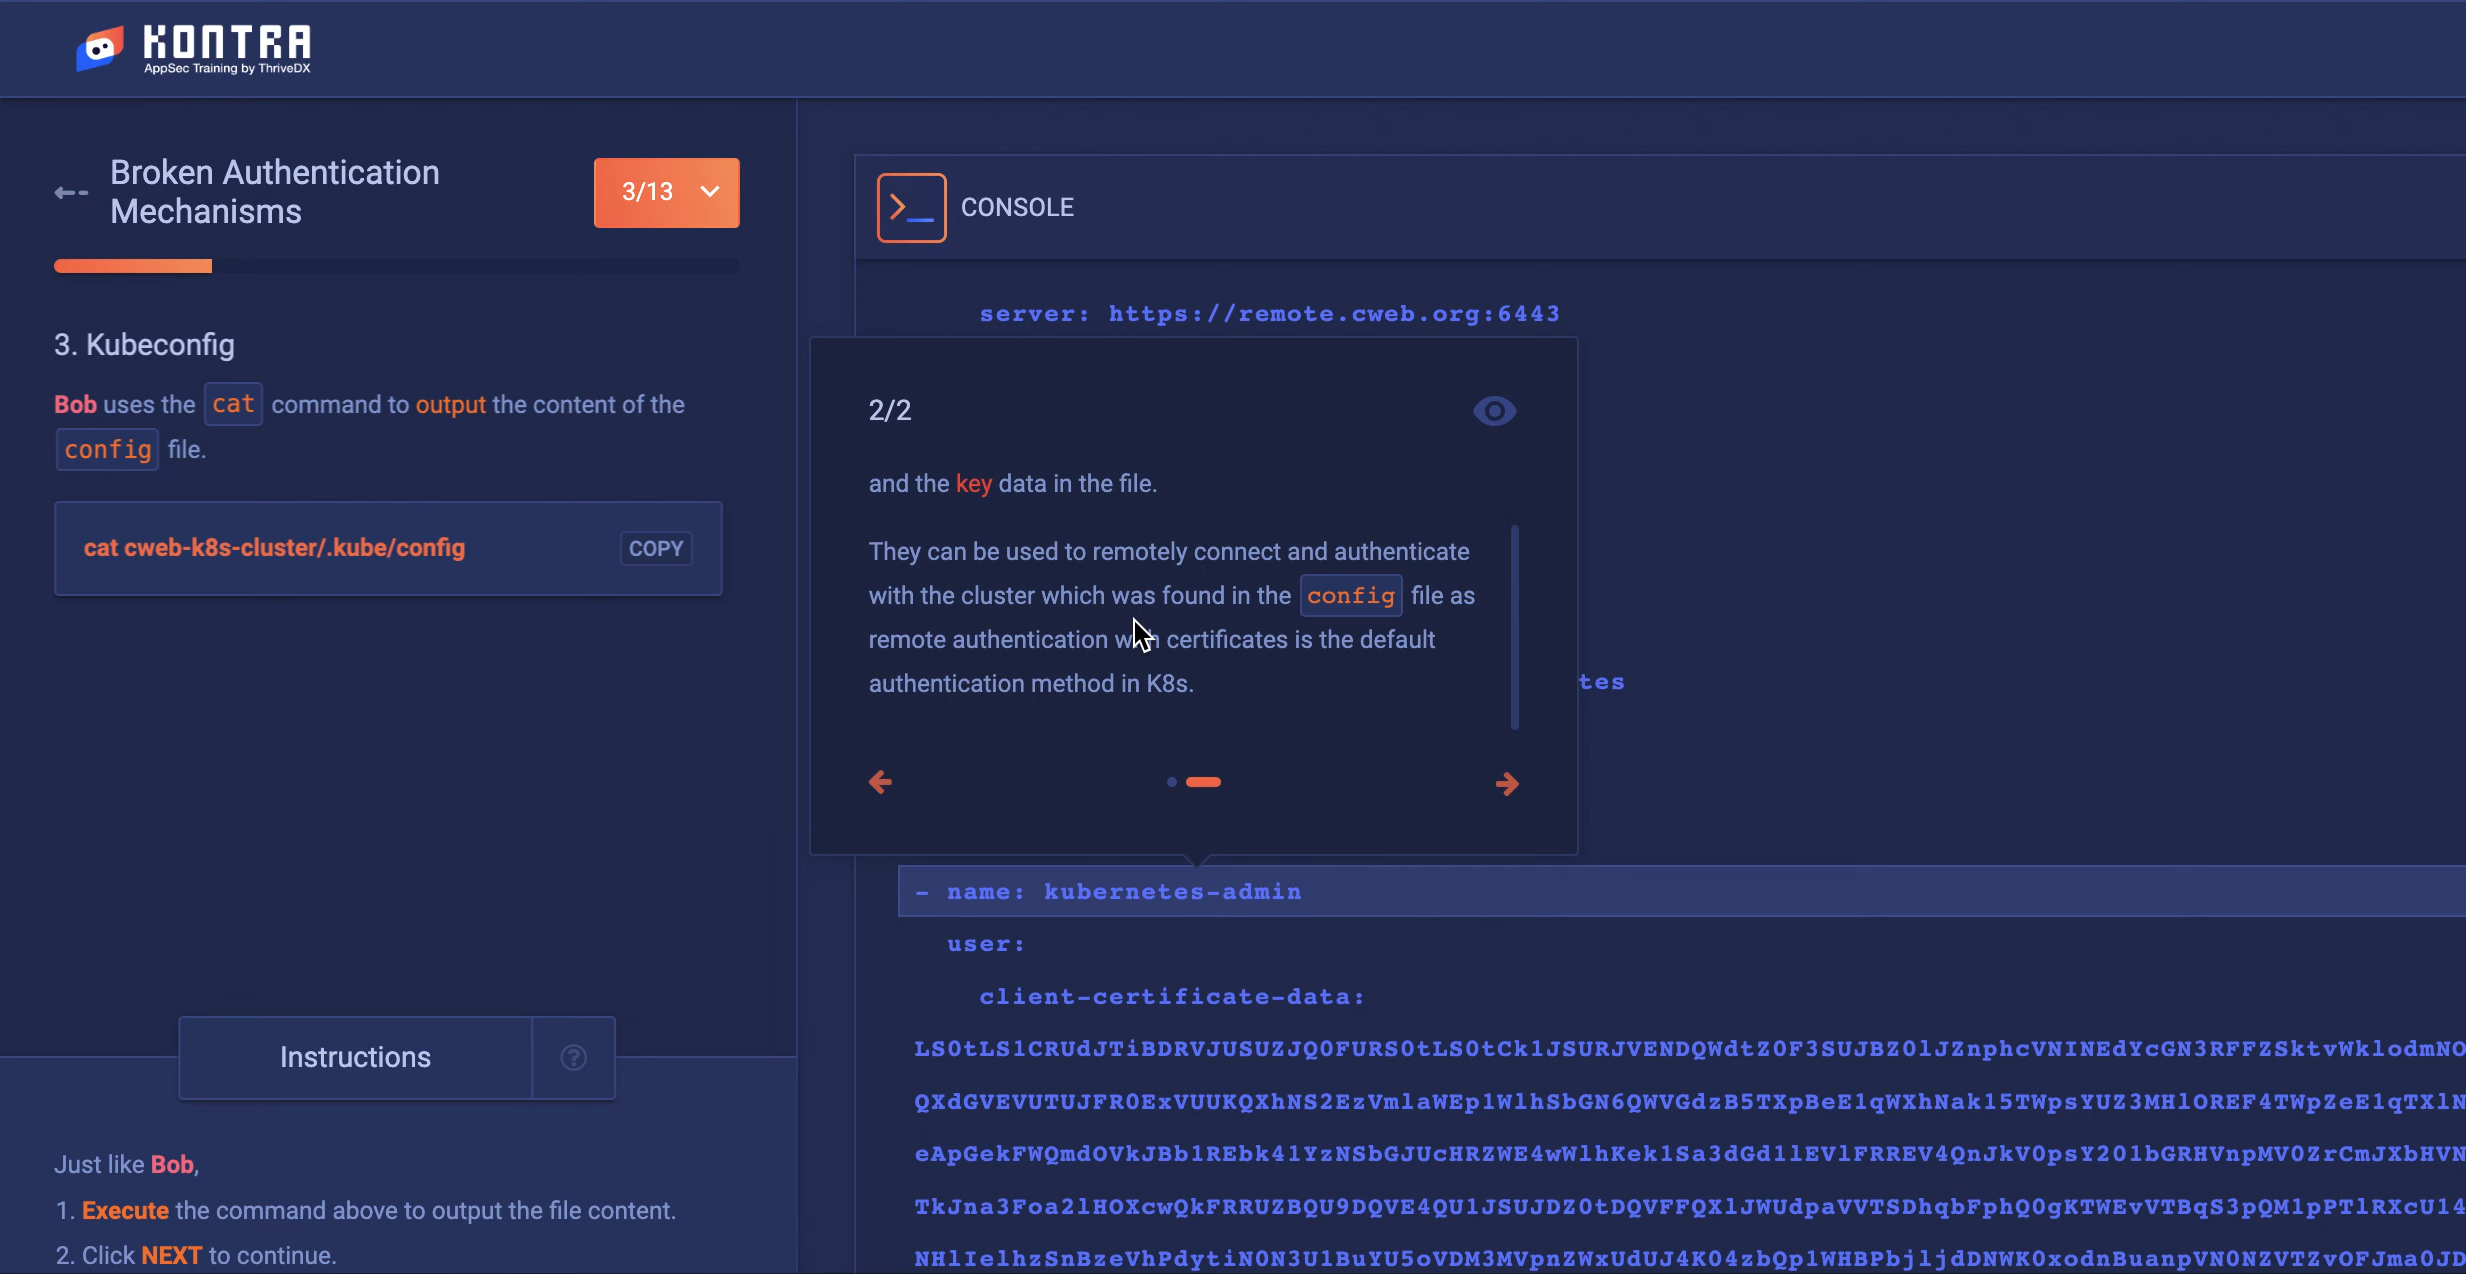 KONTRA
AppSec Training by ThriveDX
Broken Authentication
Mechanisms
3/13
3. Kubeconfig
Bob uses the cat command to output the content of the
config file.
cat cweb-k8s-cluster/.kube/config
COPY
Instructions
?
Just like Bob,
1. Execute the command above to output the file content.
2. Click NEXT to continue.
>_ CONSOLE
server: https://remote.cweb.org:6443
2/2
and the key data in the file.
They can be used to remotely connect and authenticate
with the cluster which was found in the config file as
remote authentication with certificates is the default
authentication method in K8s.
tes
- name: kubernetes-admin
user:
client-certificate-data: